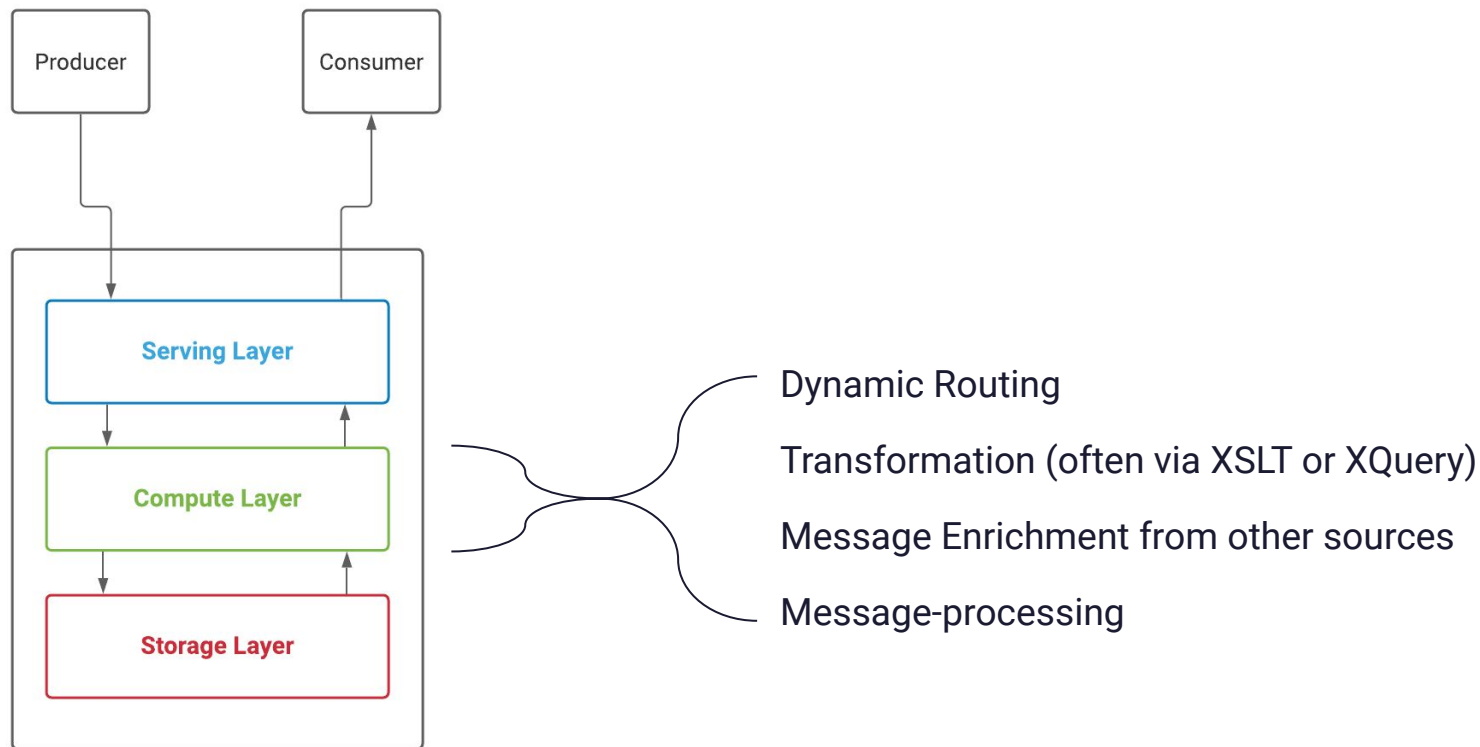 Producer
Consumer
Serving Layer
Compute Layer
Storage Layer
Dynamic Routing
Transformation (often via XSLT or XQuery)
Message Enrichment from other sources
Message-processing